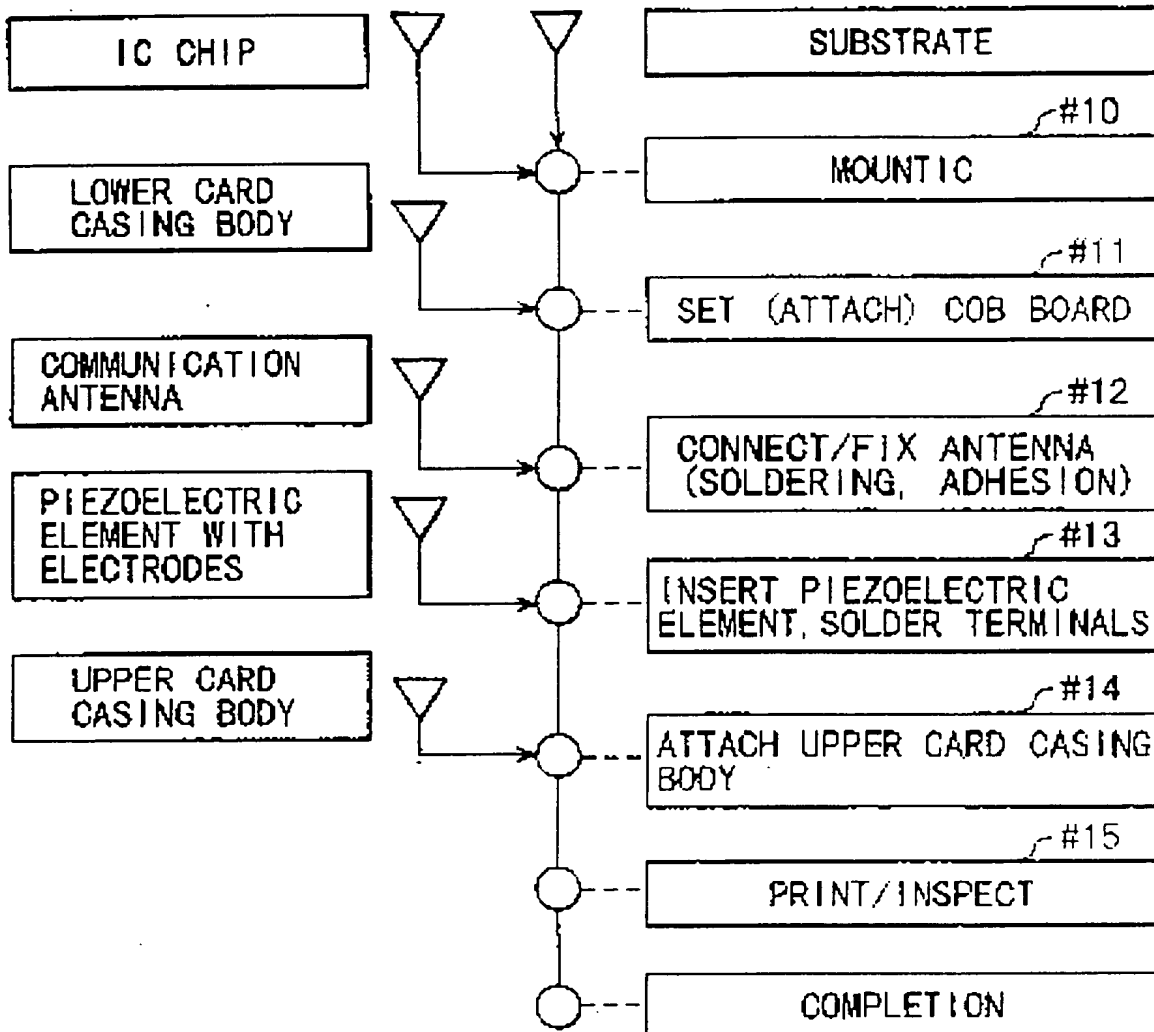 IC CHIP
SUBSTRATE
#10
MOUNTIC
LOWER CARD
CASING BODY
#11
SET (ATTACH) COB BOARD
COMMUNICATION
ANTENNA
#12
CONNECT/FIX ANTENNA
(SOLDERING, ADHESION)
PIEZOELECTRIC
ELEMENT WITH
ELECTRODES
#13
INSERT PIEZOELECTRIC
ELEMENT, SOLDER TERMINALS
UPPER CARD
CASING BODY
#14
ATTACH UPPER CARD CASING
BODY
#15
PRINT/INSPECT
COMPLETION